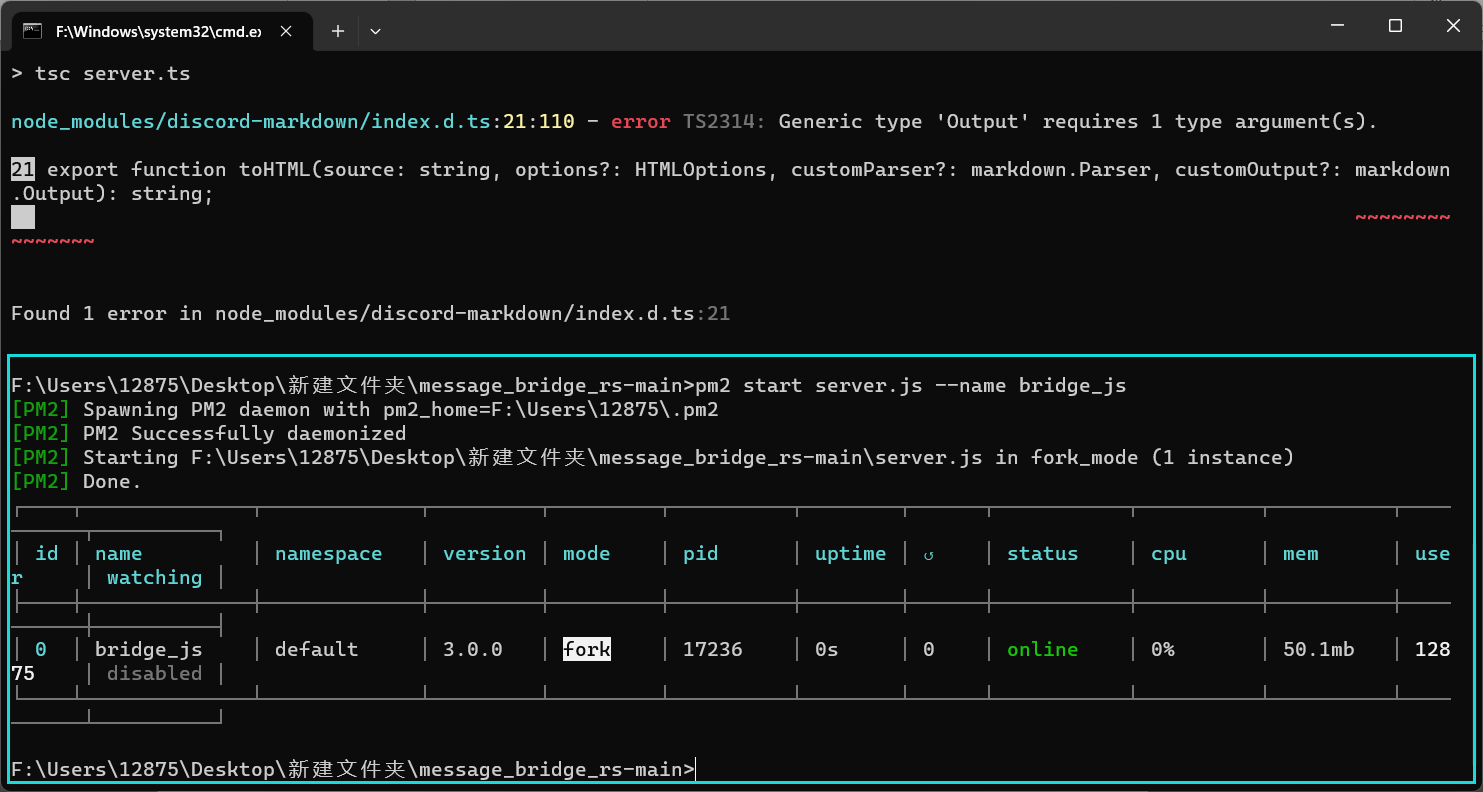 F:\Windows\system32\cmd.ex
> tsc server.ts
node_modules/discord-markdown/index.d.ts:21:110 - error TS2314: Generic type 'Output' requires 1 type argument(s).
21 export function toHTML(source: string, options?: HTMLOptions, customParser?: markdown.Parser, customOutput?: markdown
.Output): string;
~~~~~~~~
~~~~~~~
Found 1 error in node_modules/discord-markdown/index.d.ts:21
F:\Users\12875\Desktop\新建文件夹\message_bridge_rs-main>pm2 start server.js --name bridge_js
[PM2] Spawning PM2 daemon with pm2_home=F:\Users\12875\.pm2
[PM2] PM2 Successfully daemonized
[PM2] Starting F:\Users\12875\Desktop\新建文件夹\message_bridge_rs-main\server.js in fork_mode (1 instance)
[PM2] Done.
│ id │ name │ namespace │ version │ mode │ pid │ uptime │ ↺ │ status │ cpu │ mem │ use
r │ watching │
│ 0 │ bridge_js │ default │ 3.0.0 │ fork │ 17236 │ 0s │ 0 │ online │ 0% │ 50.1mb │ 128
75 │ disabled │
F:\Users\12875\Desktop\新建文件夹\message_bridge_rs-main>